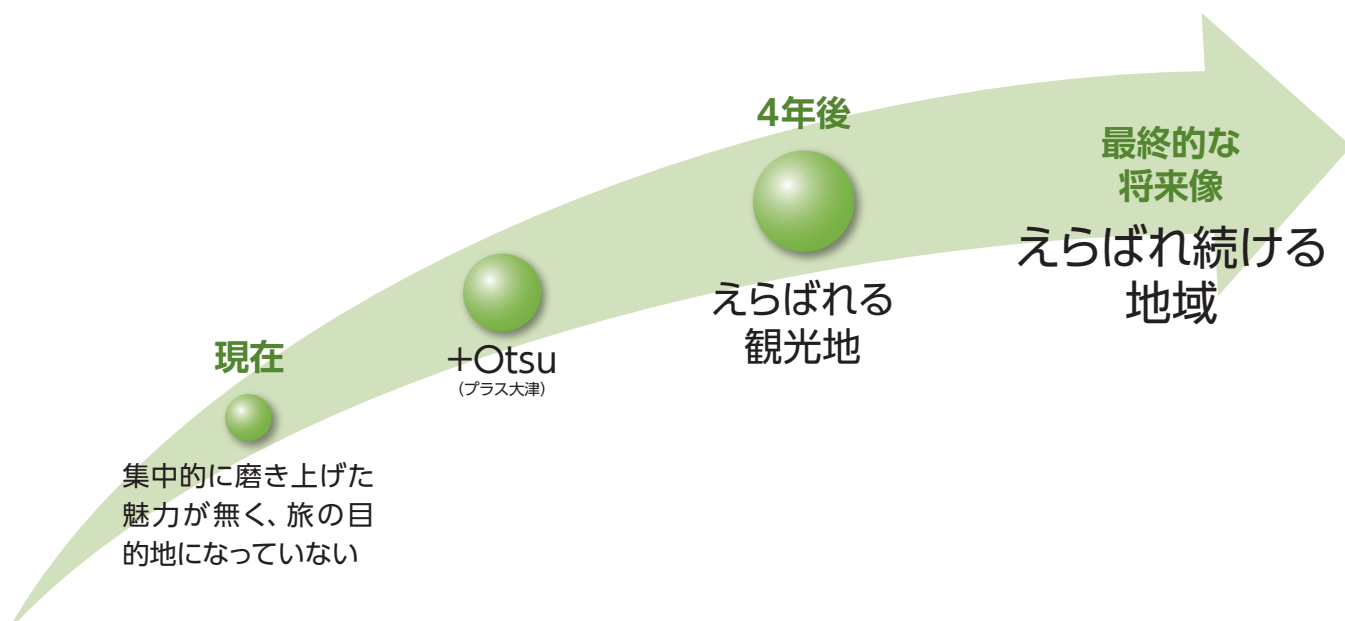 現在
集中的に磨き上げた
魅力が無く、旅の目
的地になっていない
+Otsu
(プラス大津)
4年後
えらばれる
観光地
最終的な
将来像
えらばれ続ける
地域